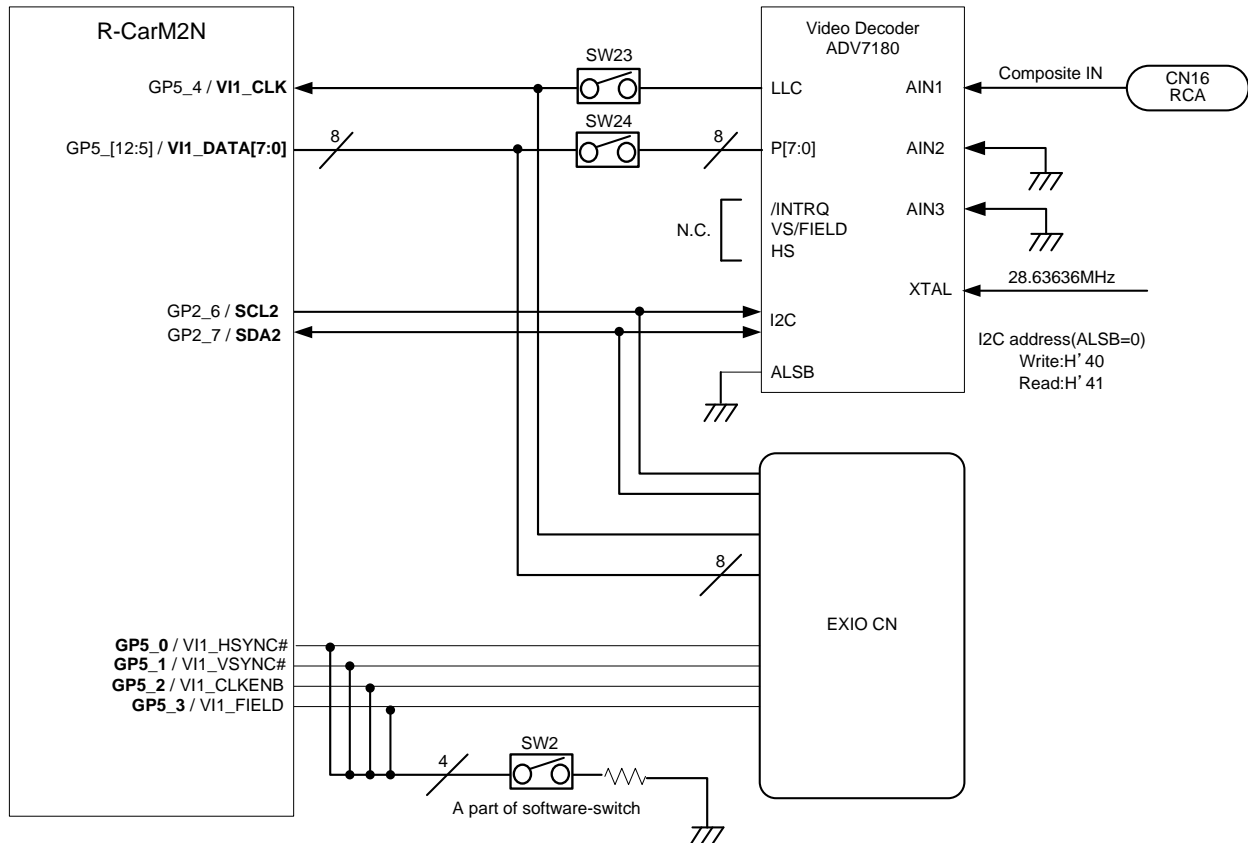 R-CarM2N
GP5_4 / VI1_CLK
GP5_[12:5] / VI1_DATA[7:0]
8
GP2_6 / SCL2
GP2_7 / SDA2
GP5_0 / VI1_HSYNC#
GP5_1 / VI1_VSYNC#
GP5_2 / VI1_CLKENB
GP5_3 / VI1_FIELD
SW23
SW24
8
N.C.
Video Decoder
ADV7180
LLC
P[7:0]
/INTRQ
VS/FIELD
HS
I2C
ALSB
AIN1
AIN2
AIN3
XTAL
Composite IN
CN16
RCA
28.63636MHz
I2C address(ALSB=0)
Write:H'40
Read:H'41
8
EXIO CN
4
SW2
A part of software-switch